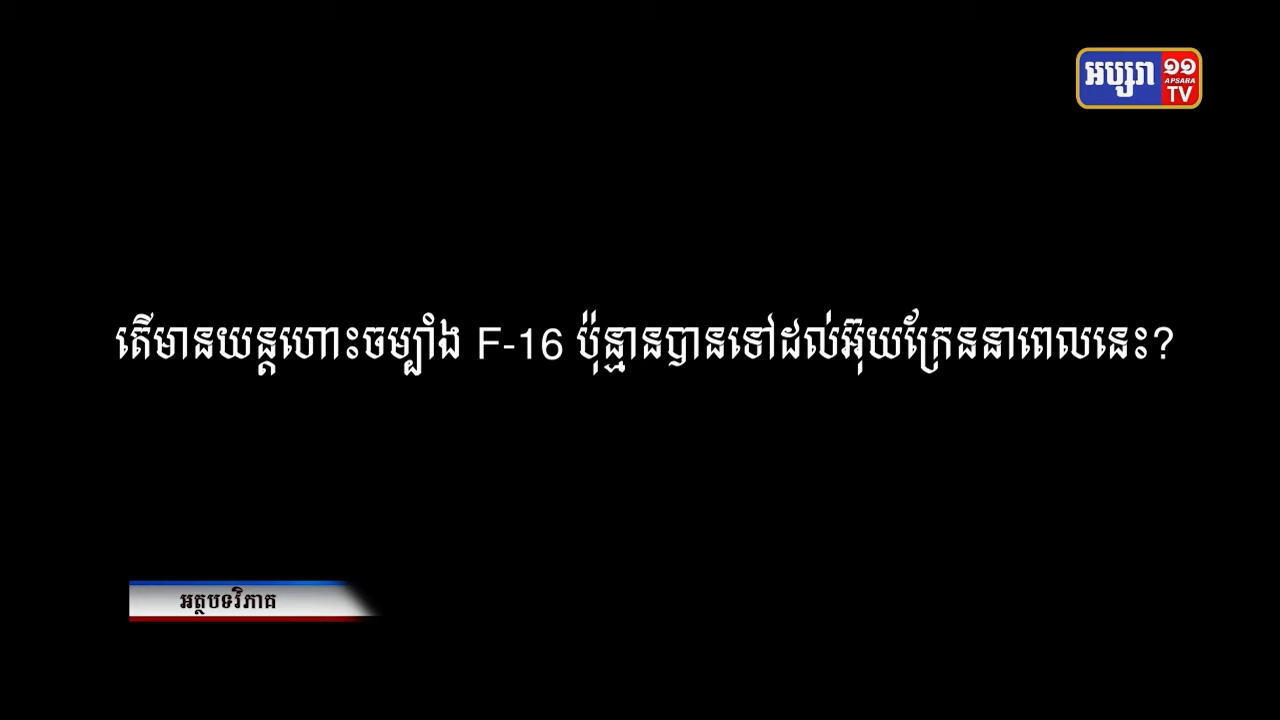 អប្សរា ១១
APSARA
TV
តើមានយន្តហោះចម្បាំង F-16 ប៉ុន្មានបានទៅដល់អ៊ុយក្រែននាពេលនេះ?
អត្ថបទវិភាគ